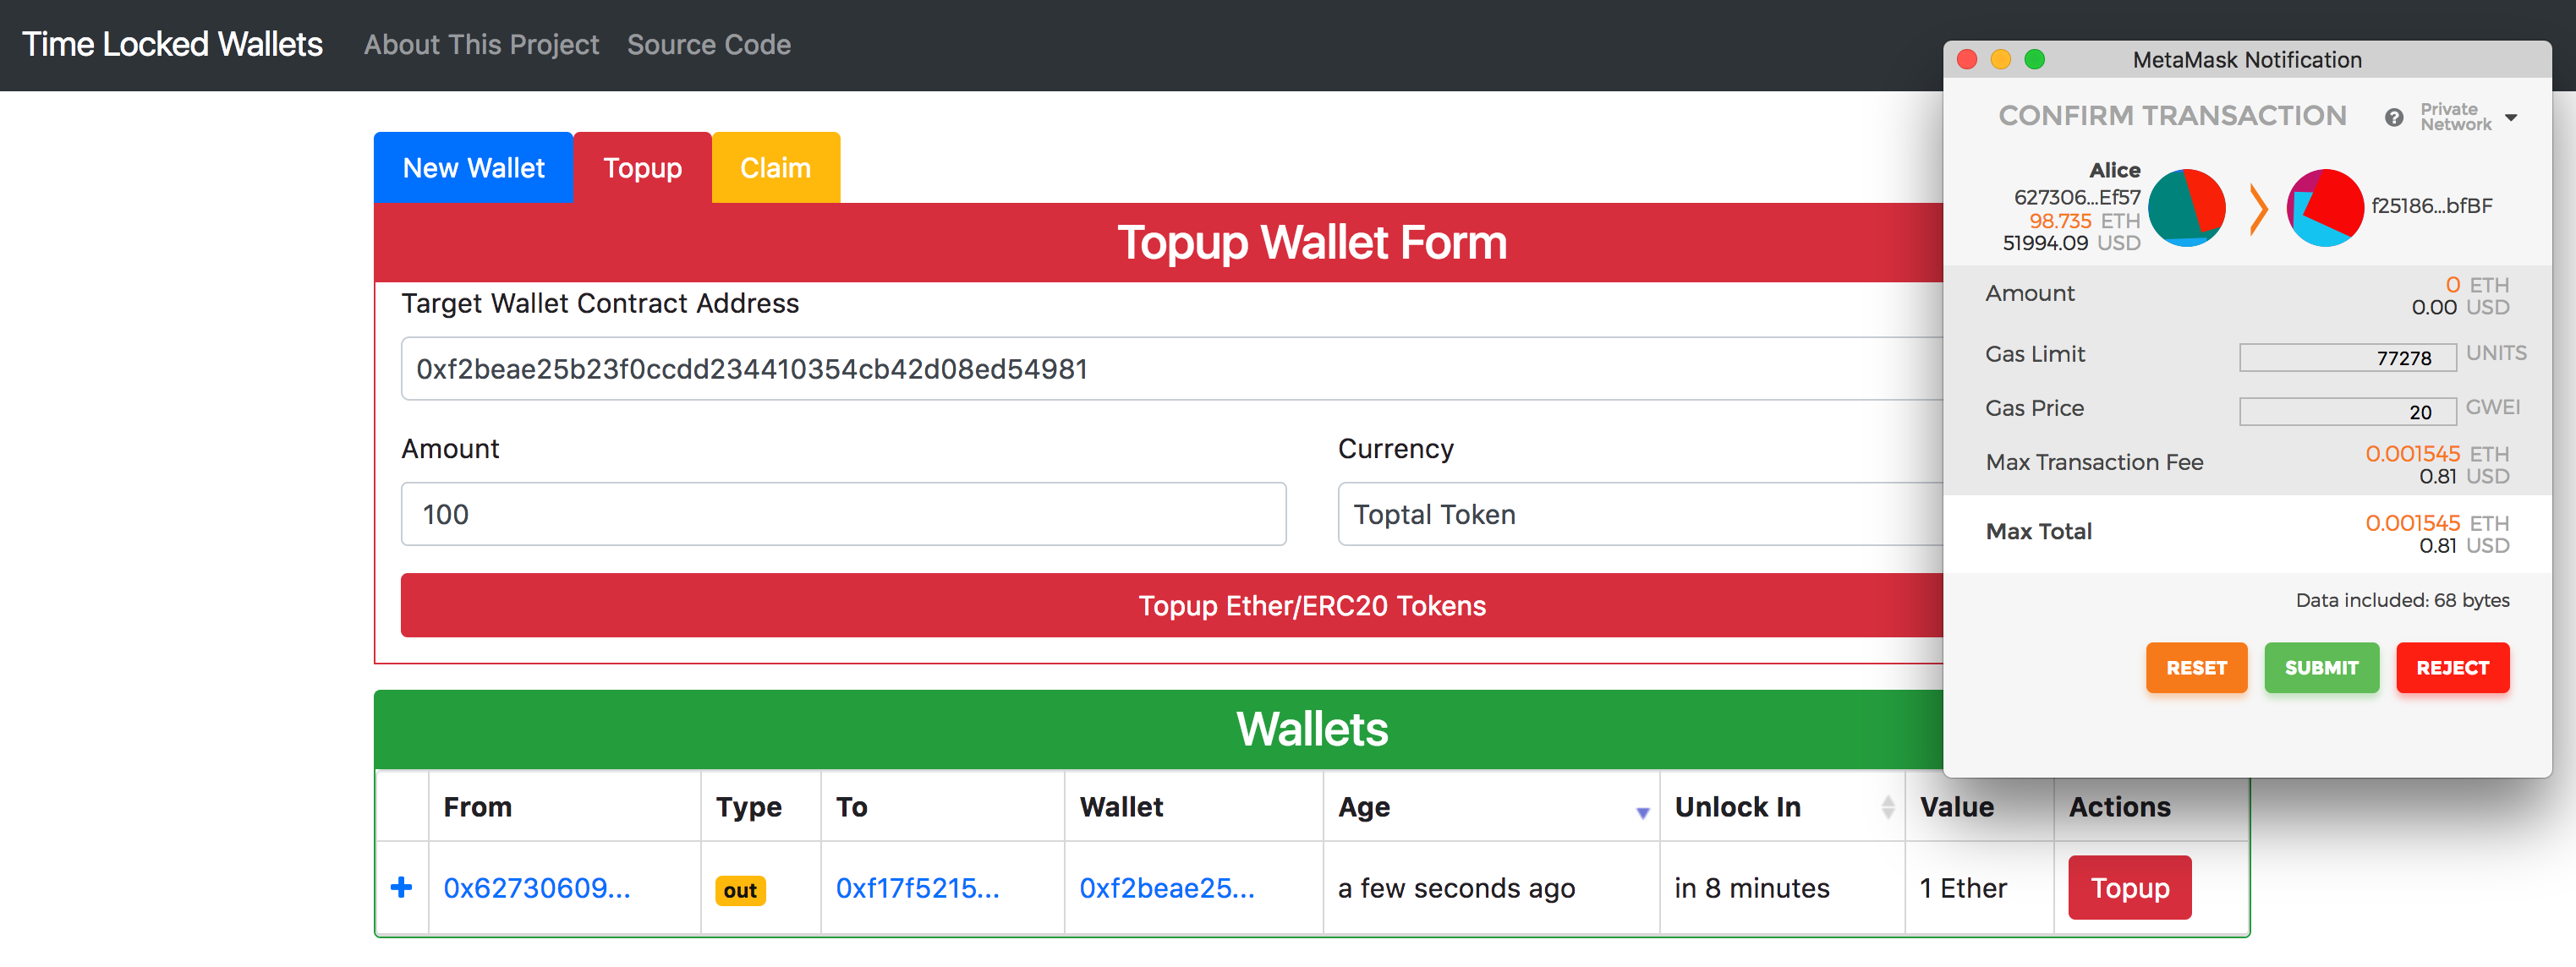 Time Locked Wallets About This Project Source Code
New Wallet Topup Claim
Topup Wallet Form
Target Wallet Contract Address
0xf2beae25b23f0ccdd234410354cb42d08ed54981
Amount Currency
100 Toptal Token
Topup Ether/ERC20 Tokens
Wallets
From Type To Wallet Age Unlock In Value Actions
0x62730609... out 0xf17f5215... 0xf2beae25... a few seconds ago in 8 minutes 1 Ether Topup
MetaMask Notification
CONFIRM TRANSACTION
Private
Network
Alice
627306...Ef57
98.735 ETH
51994.09 USD
f25186...bfBF
Amount
0 ETH
0.00 USD
Gas Limit 77278 UNITS
Gas Price 20 GWEI
Max Transaction Fee
0.001545 ETH
0.81 USD
Max Total
0.001545 ETH
0.81 USD
Data included: 68 bytes
RESET SUBMIT REJECT